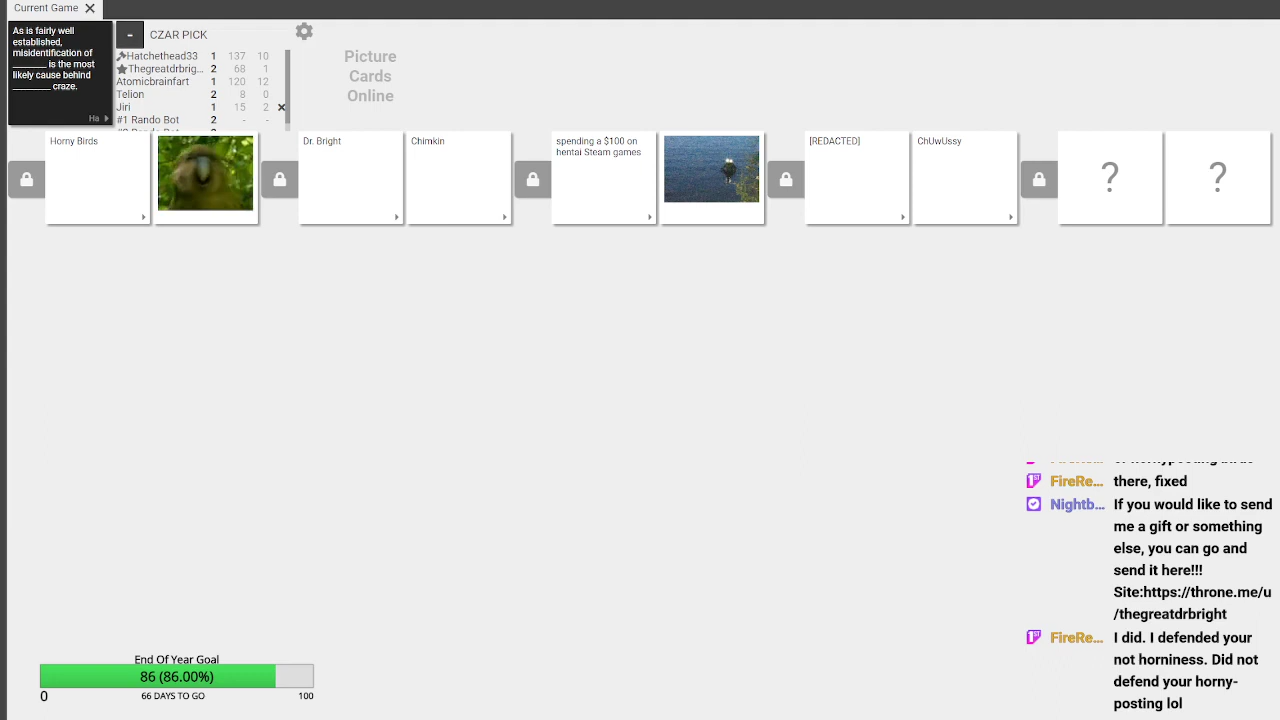 Current Game
As is fairly well
established,
misidentification of
______ is the most
likely cause behind
______ craze.
Ha
-
CZAR PICK
Hatchethead33 1 137 10
Thegreatdrbrig... 2 68 1
Atomicbrainfart 1 120 12
Telion 2 8 0
Jiri 1 15 2
#1 Rando Bot 2 - -
Picture
Cards
Online
Horny Birds
Dr. Bright
Chimkin
spending a $100 on
hentai Steam games
[REDACTED]
ChUwUssy
?
?
FireRe... there, fixed
Nightb... If you would like to send
me a gift or something
else, you can go and
send it here!!!
Site:https://throne.me/u
/thegreatdrbright
FireRe... I did. I defended your
not horniness. Did not
defend your horny-
posting lol
End Of Year Goal
86 (86.00%)
0 66 DAYS TO GO 100